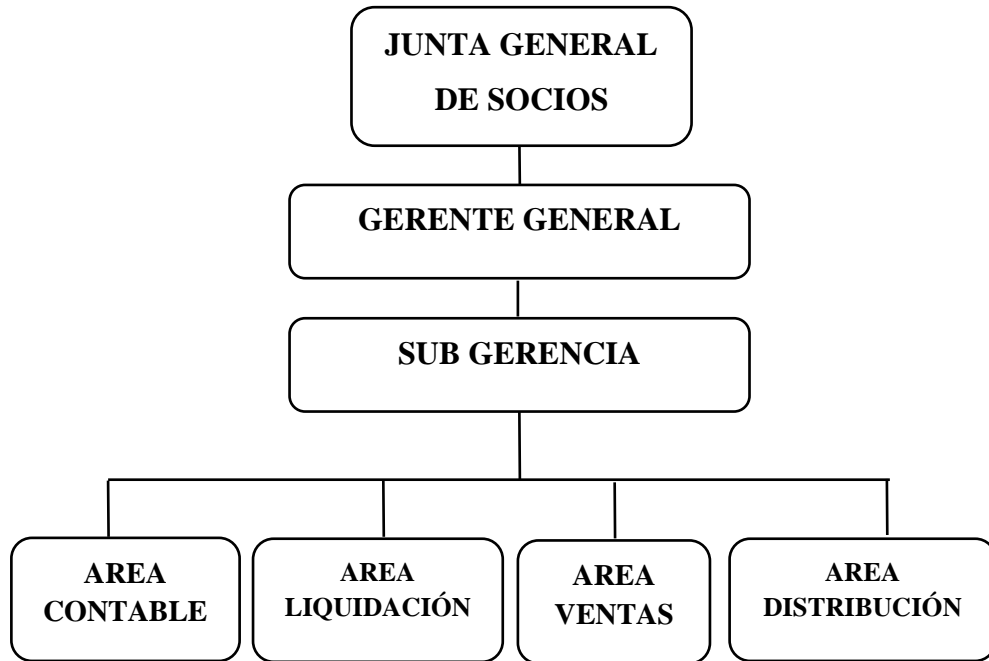 JUNTA GENERAL
DE SOCIOS
GERENTE GENERAL
SUB GERENCIA
AREA
CONTABLE
AREA
LIQUIDACIÓN
AREA
VENTAS
AREA
DISTRIBUCIÓN